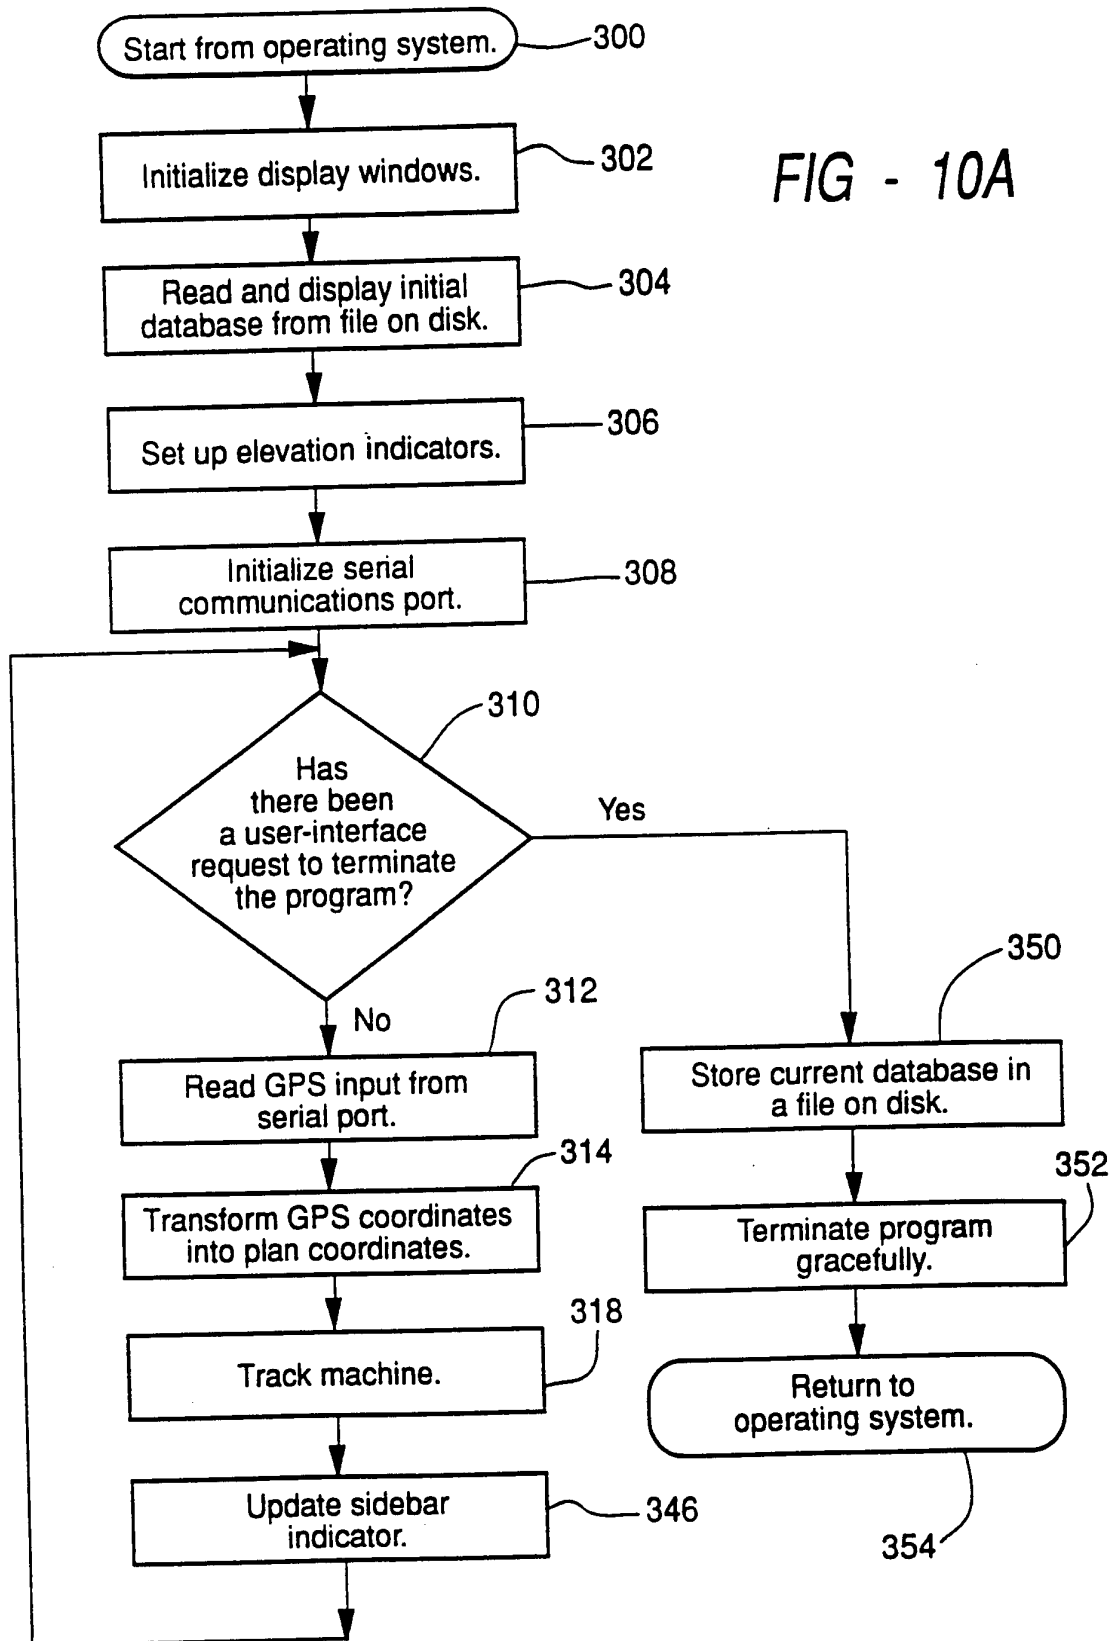 Start from operating system.
300
Initialize display windows.
302
FIG - 10A
Read and display initial
database from file on disk.
304
Set up elevation indicators.
306
Initialize serial
communications port.
308
310
Has
there been
a user-interface
request to terminate
the program?
Yes
No
312
Read GPS input from
serial port.
314
Transform GPS coordinates
into plan coordinates.
318
Track machine.
Update sidebar
indicator.
346
350
Store current database in
a file on disk.
352
Terminate program
gracefully.
Return to
operating system.
354